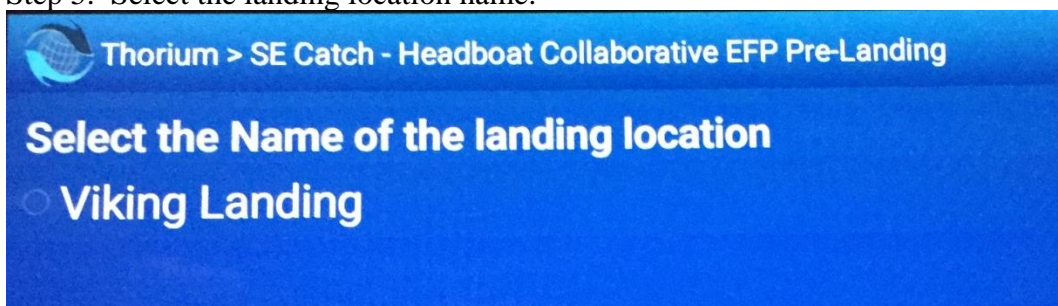 Step 3: Select the landing location name.
Thorium > SE Catch - Headboat Collaborative EFP Pre-Landing
Select the Name of the landing location
Viking Landing